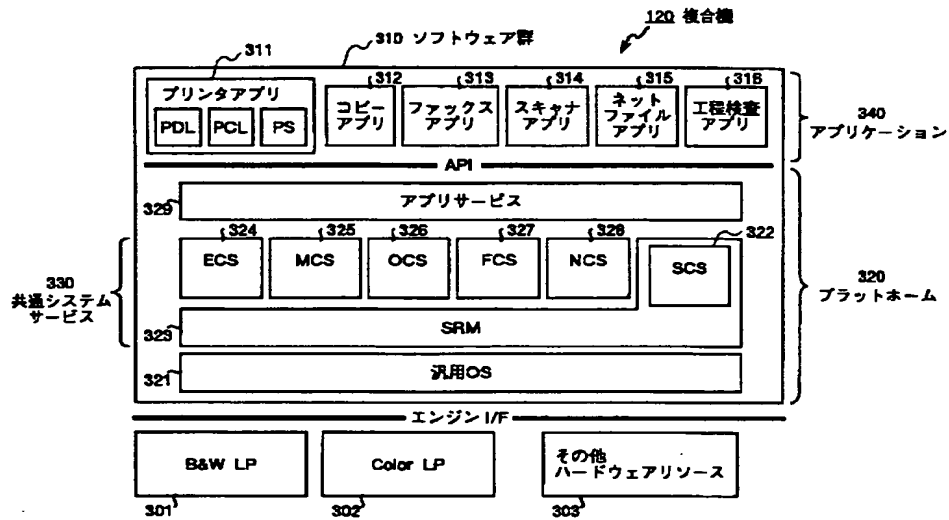 120 複合機
310 ソフトウェア群
311
プリンタアプリ
PDL
PCL
PS
312
コピー
アプリ
313
ファックス
アプリ
314
スキャナ
アプリ
315
ネット
ファイル
アプリ
316
工程検査
アプリ
340
アプリケーション
API
アプリサービス
329
324
ECS
325
MCS
326
OCS
327
FCS
328
NCS
322
SCS
330
共通システム
サービス
320
プラットホーム
SRM
323
汎用OS
321
エンジン I/F
B&W LP
Color LP
その他
ハードウェアリソース
301
302
303